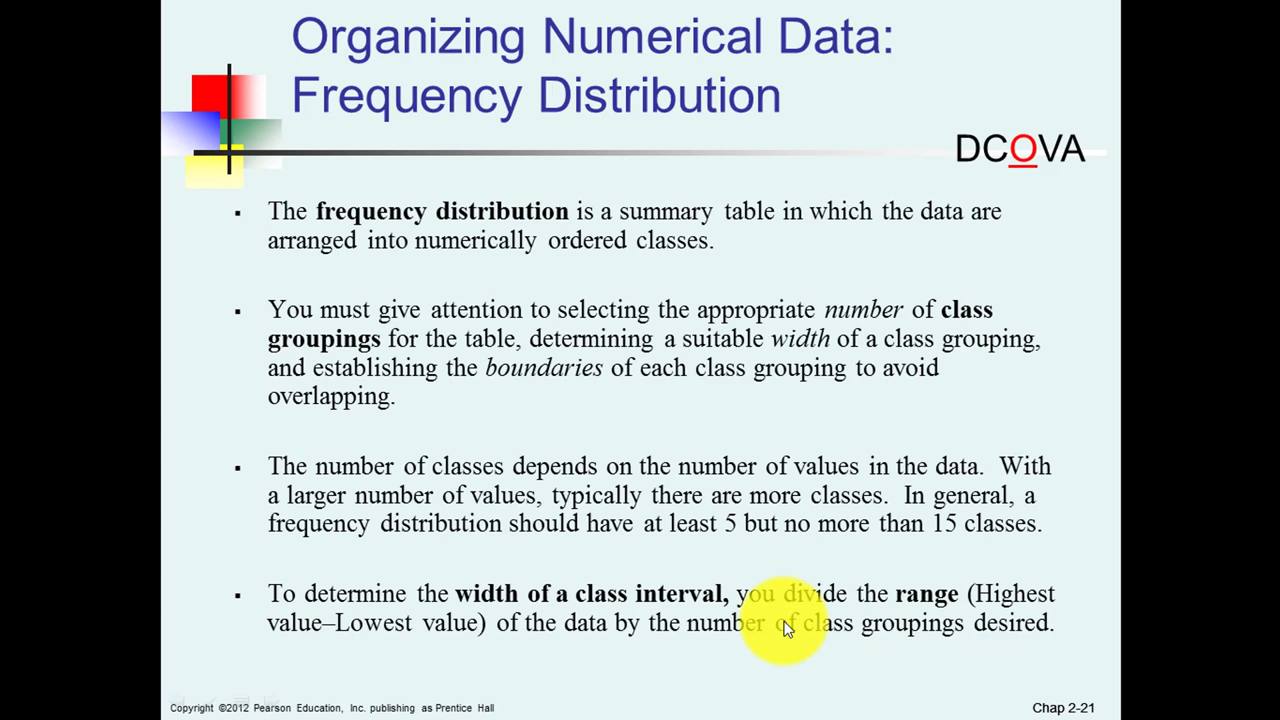 Organizing Numerical Data:
Frequency Distribution
DCOVA
▪ The frequency distribution is a summary table in which the data are
arranged into numerically ordered classes.
▪ You must give attention to selecting the appropriate number of class
groupings for the table, determining a suitable width of a class grouping,
and establishing the boundaries of each class grouping to avoid
overlapping.
▪ The number of classes depends on the number of values in the data. With
a larger number of values, typically there are more classes. In general, a
frequency distribution should have at least 5 but no more than 15 classes.
▪ To determine the width of a class interval, you divide the range (Highest
value–Lowest value) of the data by the number of class groupings desired.
Copyright ©2012 Pearson Education, Inc. publishing as Prentice Hall
Chap 2-21